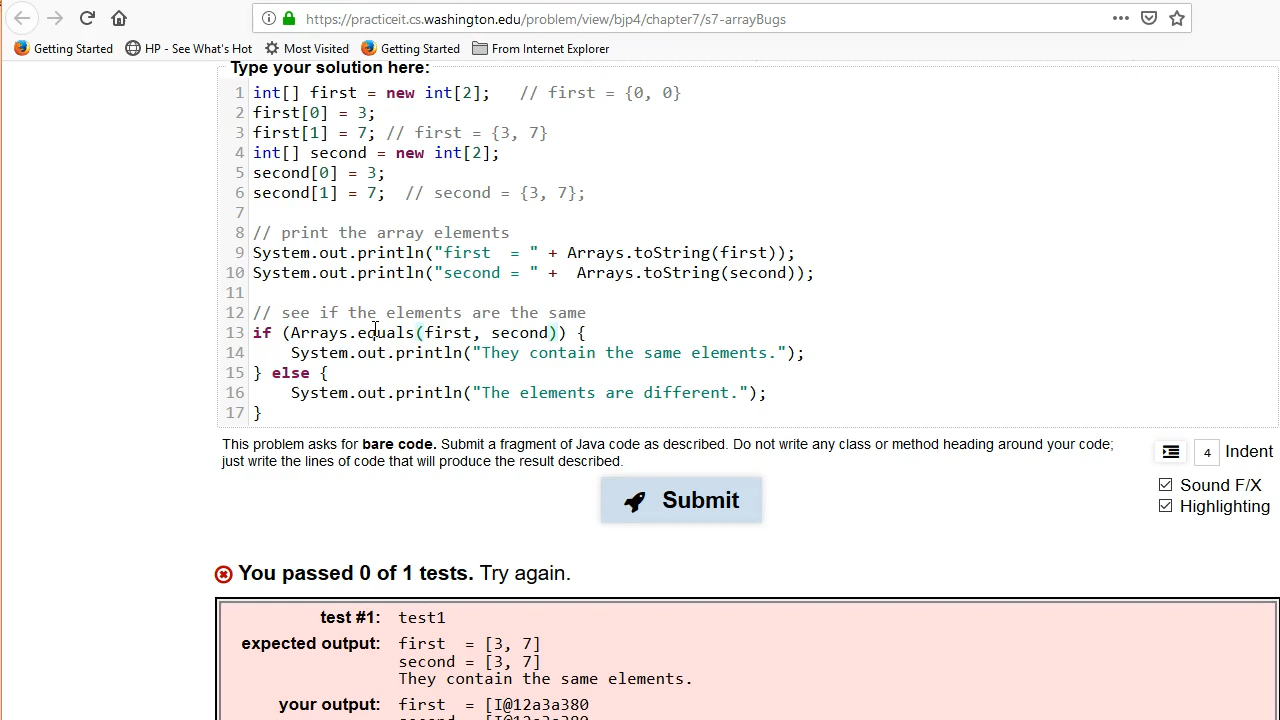 https://practiceit.cs.washington.edu/problem/view/bjp4/chapter7/s7-arrayBugs
Getting Started HP - See What's Hot Most Visited Getting Started From Internet Explorer
Type your solution here:
1 int[] first = new int[2];   // first = {0, 0}
2 first[0] = 3;
3 first[1] = 7; // first = {3, 7}
4 int[] second = new int[2];
5 second[0] = 3;
6 second[1] = 7;  // second = {3, 7};
7
8 // print the array elements
9 System.out.println("first  = " + Arrays.toString(first));
10 System.out.println("second = " +  Arrays.toString(second));
11
12 // see if the elements are the same
13 if (Arrays.equals(first, second)) {
14     System.out.println("They contain the same elements.");
15 } else {
16     System.out.println("The elements are different.");
17 }
This problem asks for bare code. Submit a fragment of Java code as described. Do not write any class or method heading around your code;
just write the lines of code that will produce the result described.
4 Indent
Sound F/X
Highlighting
Submit
You passed 0 of 1 tests. Try again.
test #1: test1
expected output: first  = [3, 7]
second = [3, 7]
They contain the same elements.
your output: first  = [I@12a3a380
second = [I@12a3a380